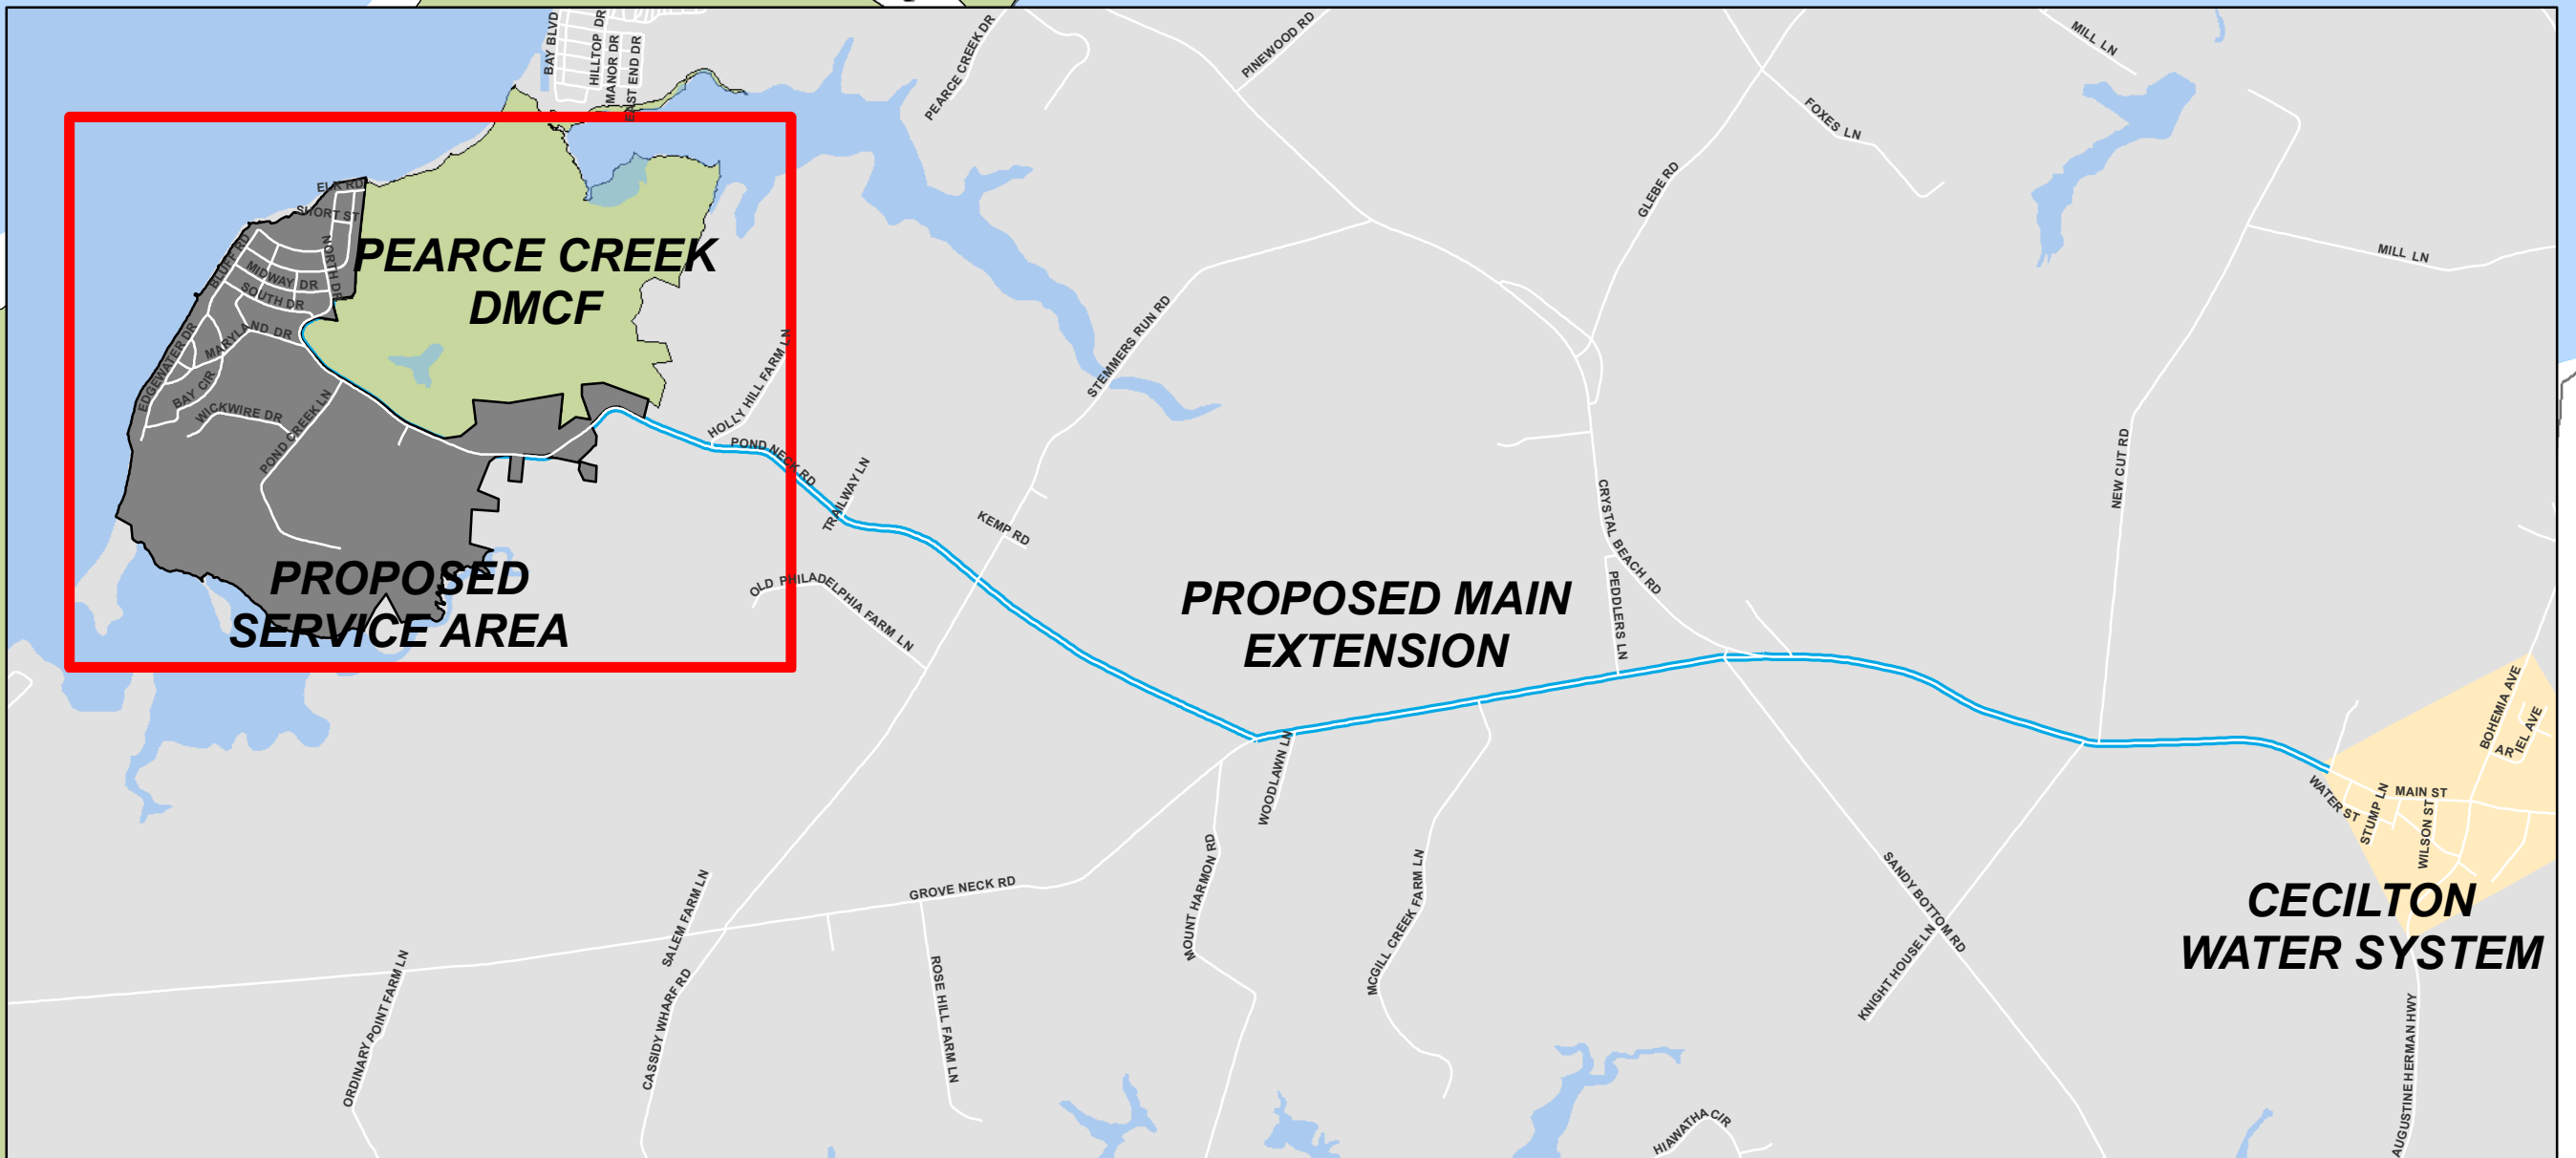 BAY BLVD
HILLTOP DR
MANOR DR
EAST END DR
PEARCE CREEK DR
PINEWOOD RD
MILL LN
FOXES LN
GLEBE RD
MILL LN
ELK RD
SHORT ST
NORTH DR
BLUFF RD
MIDWAY DR
SOUTH DR
MARYLAND DR
EDGEWATER DR
BAY CIR
WICKWIRE DR
POND CREEK LN
PEARCE CREEK
DMCF
HOLLY HILL FARM LN
STEMMERS RUN RD
POND NECK RD
TRAILWAY LN
KEMP RD
OLD PHILADELPHIA FARM LN
NEW CUT RD
CRYSTAL BEACH RD
PEDDLERS LN
PROPOSED
SERVICE AREA
PROPOSED MAIN
EXTENSION
BOHEMIA AVE
ARIEL AVE
WATER ST
STUMP LN
MAIN ST
WILSON ST
WOODLAWN LN
MOUNT HARMON RD
MCGILL CREEK FARM LN
GROVE NECK RD
SALEM FARM LN
CASSIDY WHARF RD
ROSE HILL FARM LN
ORDINARY POINT FARM LN
SANDY BOTTOM RD
KNIGHT HOUSE LN
CECILTON
WATER SYSTEM
AUGUSTINE HERMAN HWY
HIAWATHA CIR